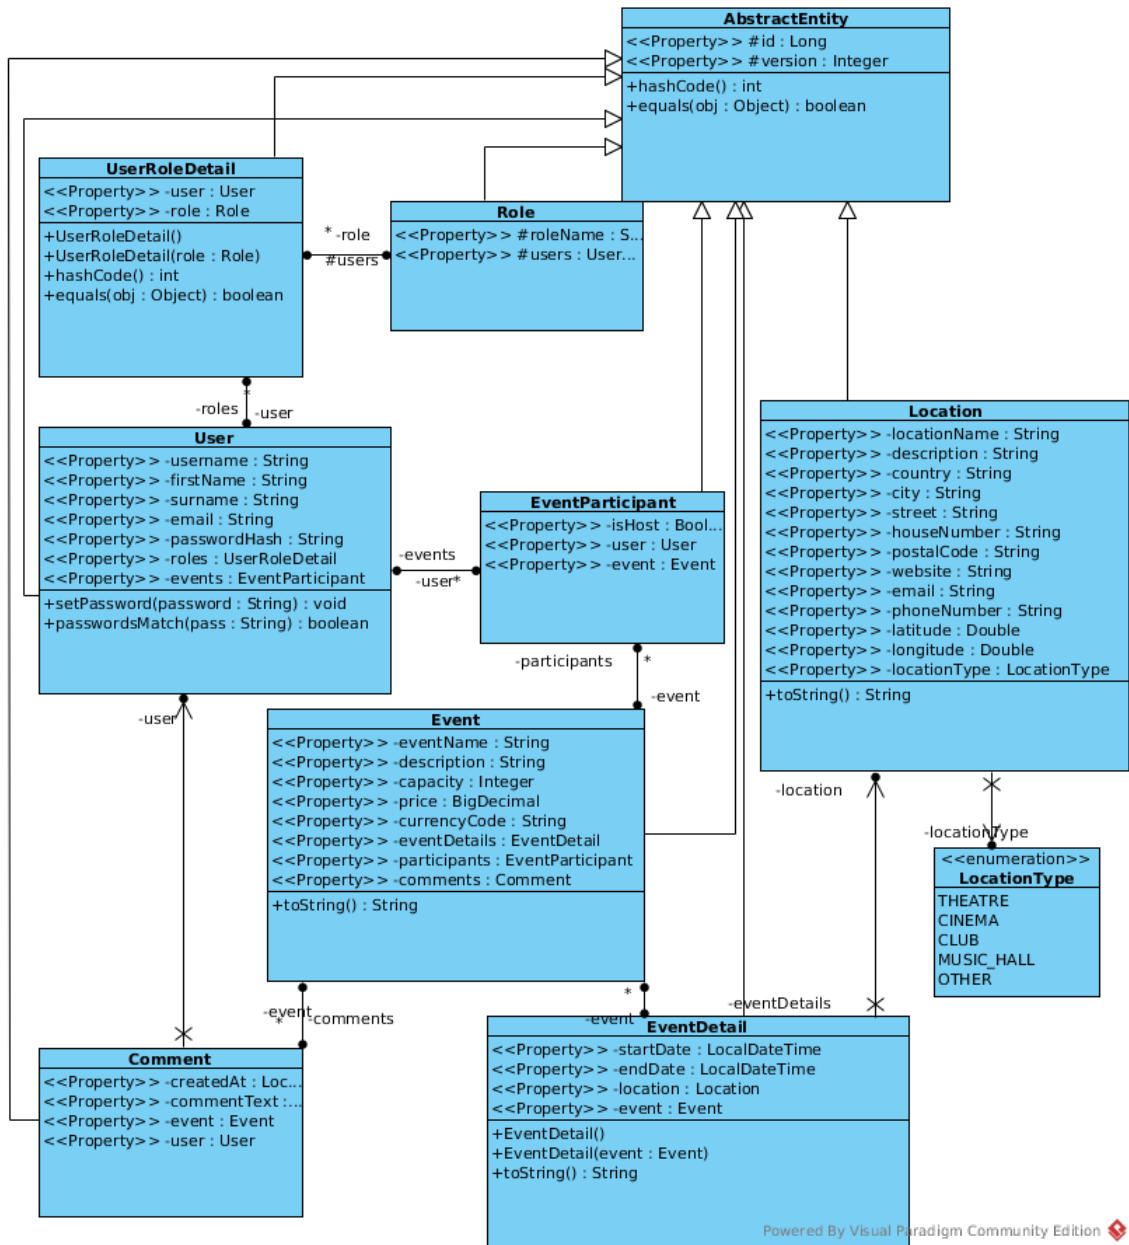 AbstractEntity
<<Property>> #id : Long
<<Property>> #version : Integer
+hashCode() : int
+equals(obj : Object) : boolean
UserRoleDetail
<<Property>> -user : User
<<Property>> -role : Role
+UserRoleDetail()
+UserRoleDetail(role : Role)
+hashCode() : int
+equals(obj : Object) : boolean
* -role
#users
Role
<<Property>> #roleName : S...
<<Property>> #users : User...
*
-roles
-user
User
<<Property>> -username : String
<<Property>> -firstName : String
<<Property>> -surname : String
<<Property>> -email : String
<<Property>> -passwordHash : String
<<Property>> -roles : UserRoleDetail
<<Property>> -events : EventParticipant
+setPassword(password : String) : void
+passwordsMatch(pass : String) : boolean
-events
-user*
EventParticipant
<<Property>> -isHost : Bool...
<<Property>> -user : User
<<Property>> -event : Event
Location
<<Property>> -locationName : String
<<Property>> -description : String
<<Property>> -country : String
<<Property>> -city : String
<<Property>> -street : String
<<Property>> -houseNumber : String
<<Property>> -postalCode : String
<<Property>> -website : String
<<Property>> -email : String
<<Property>> -phoneNumber : String
<<Property>> -latitude : Double
<<Property>> -longitude : Double
<<Property>> -locationType : LocationType
+toString() : String
-participants
*
-event
-user
Event
<<Property>> -eventName : String
<<Property>> -description : String
<<Property>> -capacity : Integer
<<Property>> -price : BigDecimal
<<Property>> -currencyCode : String
<<Property>> -eventDetails : EventDetail
<<Property>> -participants : EventParticipant
<<Property>> -comments : Comment
+toString() : String
-location
-locationType
<<enumeration>>
LocationType
THEATRE
CINEMA
CLUB
MUSIC_HALL
OTHER
-event
*
-comments
*
-event
-eventDetails
Comment
<<Property>> -createdAt : Loc...
<<Property>> -commentText :...
<<Property>> -event : Event
<<Property>> -user : User
EventDetail
<<Property>> -startDate : LocalDateTime
<<Property>> -endDate : LocalDateTime
<<Property>> -location : Location
<<Property>> -event : Event
+EventDetail()
+EventDetail(event : Event)
+toString() : String
Powered By Visual Paradigm Community Edition